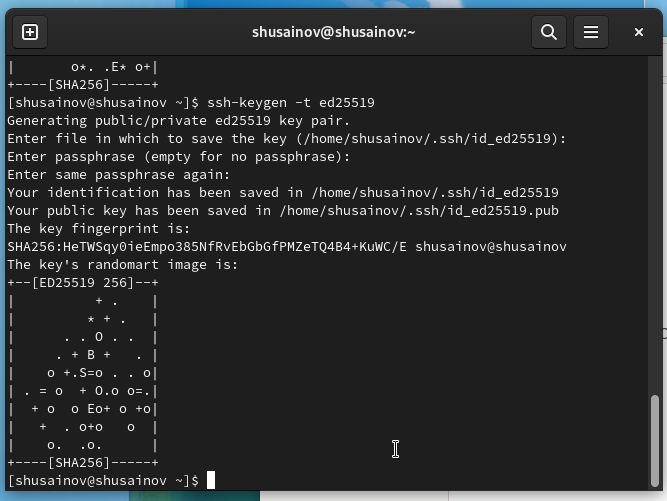 shusainov@shusainov:~
|       o*. .E* o+|
+----[SHA256]-----+
[shusainov@shusainov ~]$ ssh-keygen -t ed25519
Generating public/private ed25519 key pair.
Enter file in which to save the key (/home/shusainov/.ssh/id_ed25519):
Enter passphrase (empty for no passphrase):
Enter same passphrase again:
Your identification has been saved in /home/shusainov/.ssh/id_ed25519
Your public key has been saved in /home/shusainov/.ssh/id_ed25519.pub
The key fingerprint is:
SHA256:HeTWSqy0ieEmpo385NfRvEbGbGfPMZeTQ4B4+KuWC/E shusainov@shusainov
The key's randomart image is:
+--[ED25519 256]--+
|          + .    |
|         * + .   |
|      . . O . .  |
|     . + B +   . |
|    o +.S=o . . o|
| . = o  + O.o o=.|
|  + o  o Eo+ o +o|
|   +  . o+o   o  |
|    o.  .o.      |
+----[SHA256]-----+
[shusainov@shusainov ~]$